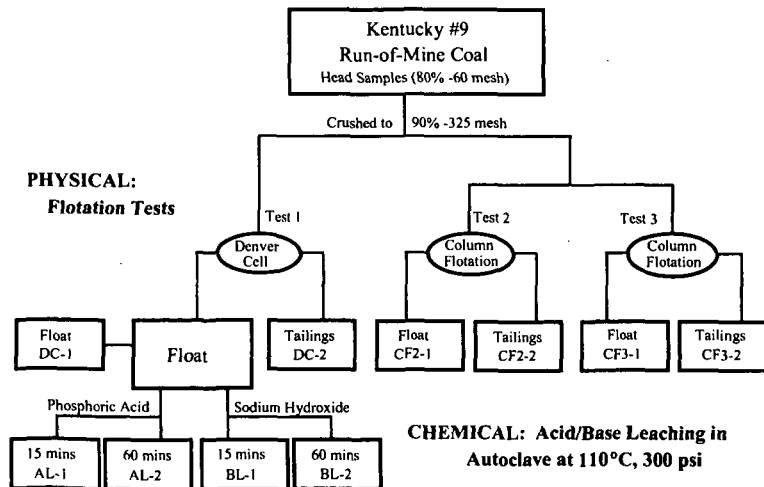 Kentucky #9
Run-of-Mine Coal
Head Samples (80% -60 mesh)
Crushed to 90% -325 mesh
PHYSICAL:
Flotation Tests
Test 1
Test 2
Test 3
Denver
Cell
Column
Flotation
Column
Flotation
Float
DC-1
Float
Tailings
DC-2
Float
CF2-1
Tailings
CF2-2
Float
CF3-1
Tailings
CF3-2
Phosphoric Acid
Sodium Hydroxide
15 mins
AL-1
60 mins
AL-2
15 mins
BL-1
60 mins
BL-2
CHEMICAL: Acid/Base Leaching in
Autoclave at 110°C, 300 psi